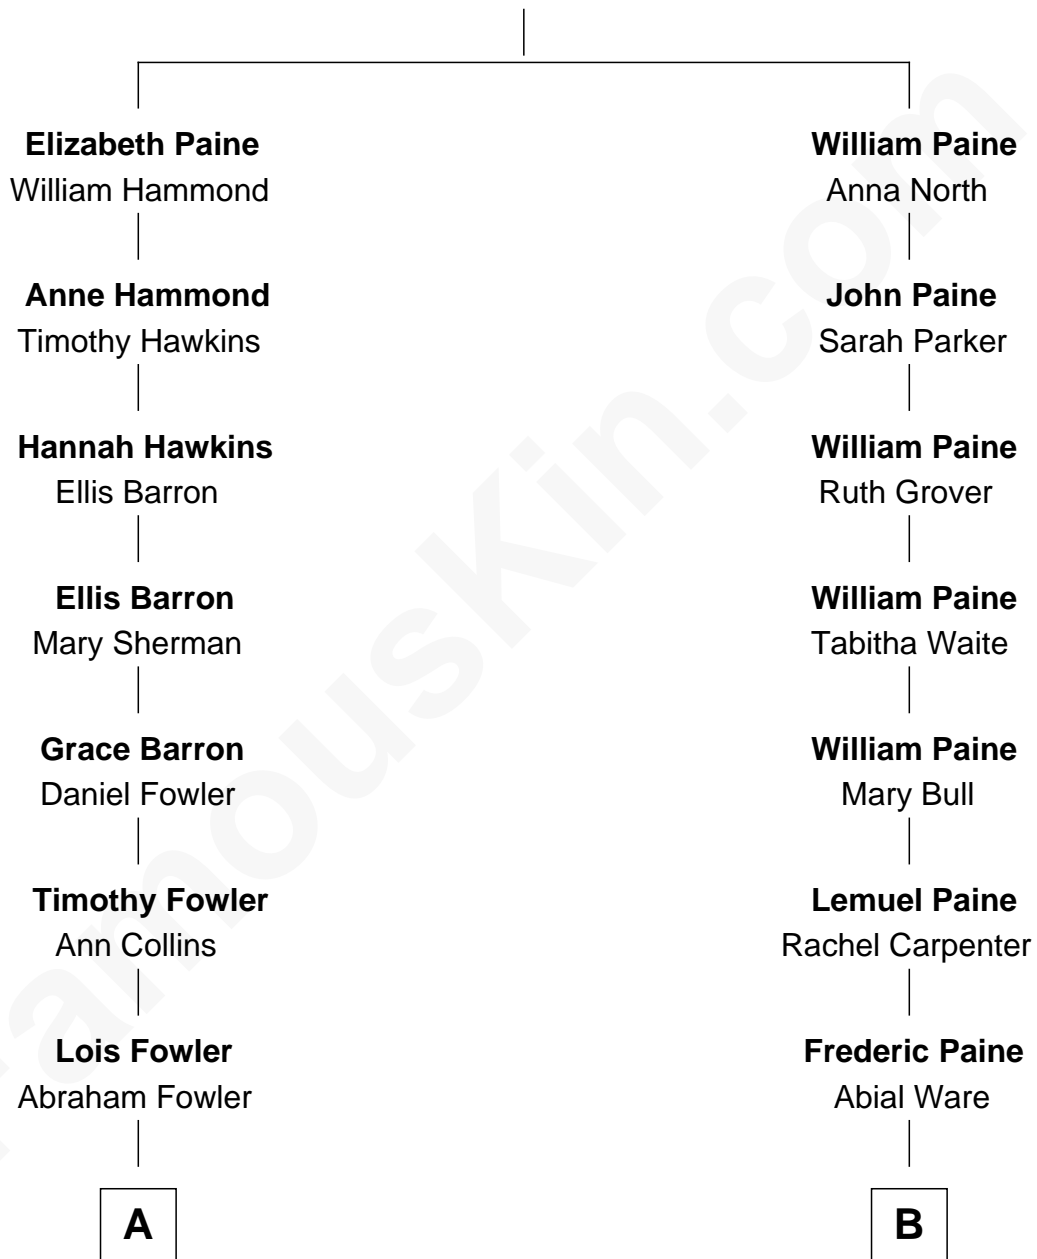 Elizabeth Paine
William Hammond
Anne Hammond
Timothy Hawkins
Hannah Hawkins
Ellis Barron
Ellis Barron
Mary Sherman
Grace Barron
Daniel Fowler
Timothy Fowler
Ann Collins
Lois Fowler
Abraham Fowler
A
William Paine
Anna North
John Paine
Sarah Parker
William Paine
Ruth Grover
William Paine
Tabitha Waite
William Paine
Mary Bull
Lemuel Paine
Rachel Carpenter
Frederic Paine
Abial Ware
B
FamousKin.com